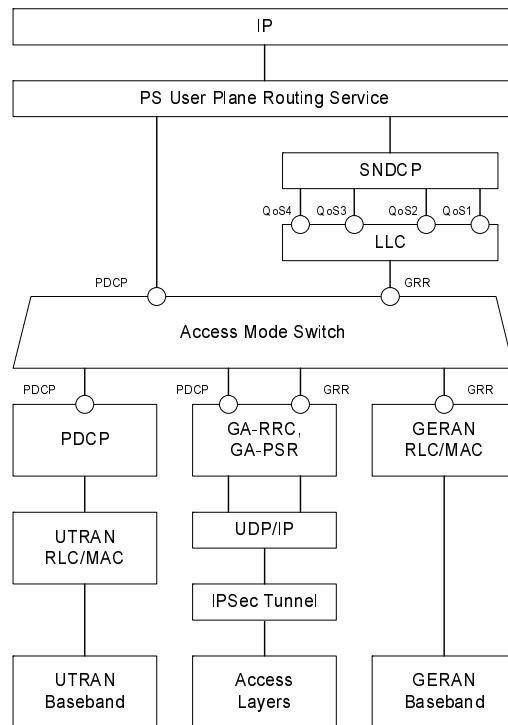 IP
PS User Plane Routing Service
SNDCP
QoS4 QoS3 QoS2 QoS1
LLC
PDCP GRR
Access Mode Switch
PDCP PDCP GRR GRR
PDCP
GA-RRC,
GA-PSR
GERAN
RLC/MAC
UTRAN
RLC/MAC
UDP/IP
IPSec Tunnel
UTRAN
Baseband
Access
Layers
GERAN
Baseband